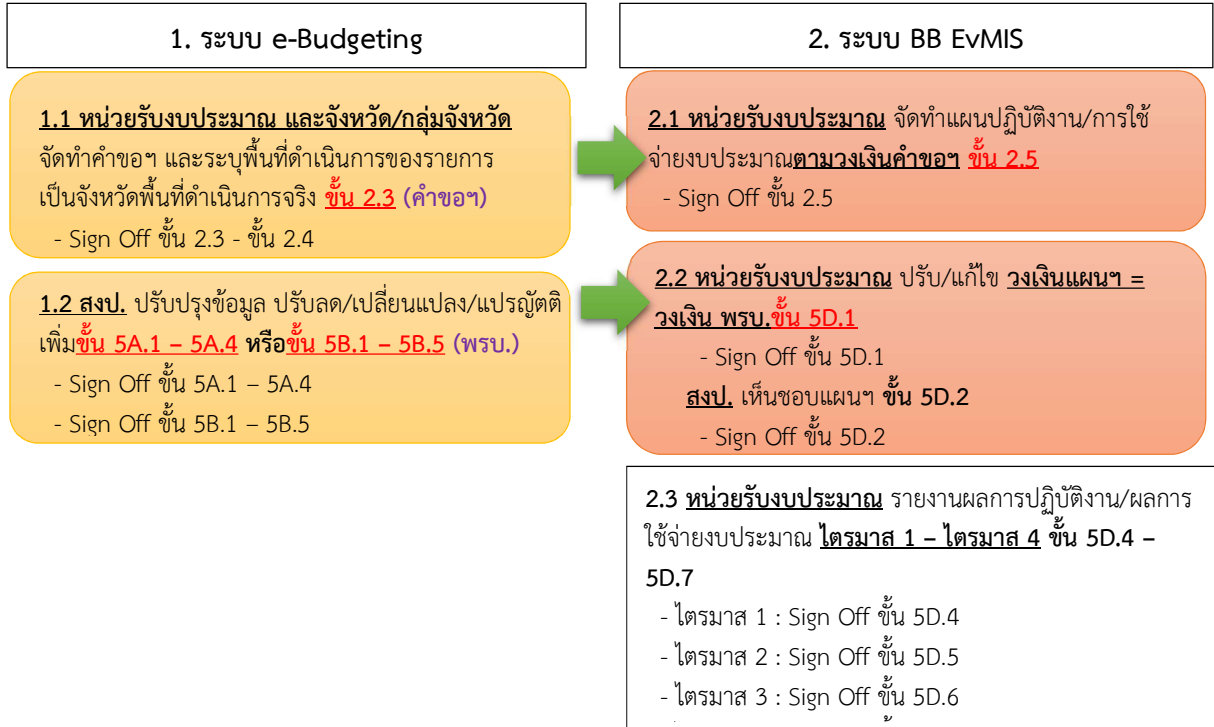 1. ระบบ e-Budgeting
1.1 หน่วยรับงบประมาณ และจังหวัด/กลุ่มจังหวัด
จัดทำคำขอฯ และระบุพื้นที่ดำเนินการของรายการ
เป็นจังหวัดพื้นที่ดำเนินการจริง ขั้น 2.3 (คำขอฯ)
- Sign Off ขั้น 2.3 - ขั้น 2.4
1.2 สงป. ปรับปรุงข้อมูล ปรับลด/เปลี่ยนแปลง/แปรญัตติ
เพิ่มขั้น 5A.1 – 5A.4 หรือขั้น 5B.1 – 5B.5 (พรบ.)
- Sign Off ขั้น 5A.1 – 5A.4
- Sign Off ขั้น 5B.1 – 5B.5
2. ระบบ BB EvMIS
2.1 หน่วยรับงบประมาณ จัดทำแผนปฏิบัติงาน/การใช้
จ่ายงบประมาณตามวงเงินคำขอฯ ขั้น 2.5
- Sign Off ขั้น 2.5
2.2 หน่วยรับงบประมาณ ปรับ/แก้ไข วงเงินแผนฯ =
วงเงิน พรบ.ขั้น 5D.1
- Sign Off ขั้น 5D.1
สงป. เห็นชอบแผนฯ ขั้น 5D.2
- Sign Off ขั้น 5D.2
2.3 หน่วยรับงบประมาณ รายงานผลการปฏิบัติงาน/ผลการ
ใช้จ่ายงบประมาณ ไตรมาส 1 – ไตรมาส 4 ขั้น 5D.4 –
5D.7
- ไตรมาส 1 : Sign Off ขั้น 5D.4
- ไตรมาส 2 : Sign Off ขั้น 5D.5
- ไตรมาส 3 : Sign Off ขั้น 5D.6